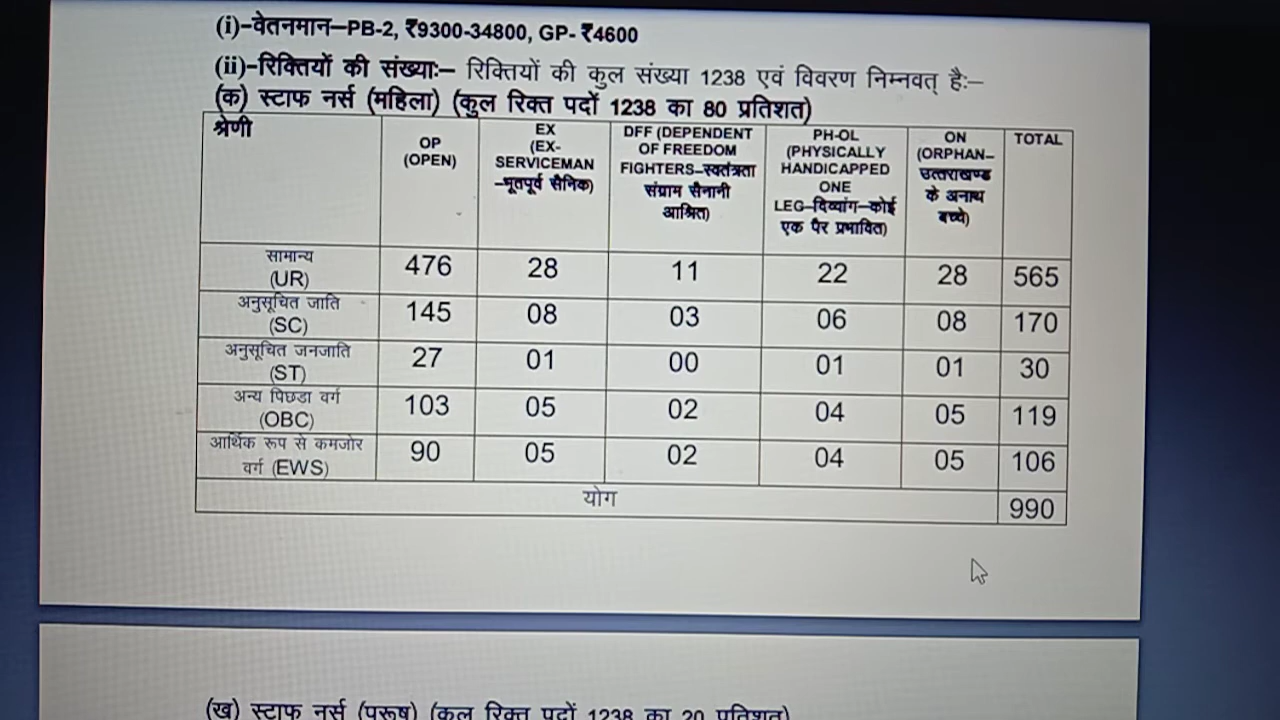 (i)–वेतनमान–PB-2, ₹9300-34800, GP- ₹4600
(ii)–रिक्तियों की संख्याः– रिक्तियों की कुल संख्या 1238 एवं विवरण निम्नवत् है:–
(क) स्टाफ नर्स (महिला) (कुल रिक्त पदों 1238 का 80 प्रतिशत)
श्रेणी
OP
(OPEN)
EX
(EX-
SERVICEMAN
–भूतपूर्व सैनिक)
DFF (DEPENDENT
OF FREEDOM
FIGHTERS–स्वतंत्रता
संग्राम सैनानी
आश्रित)
PH-OL
(PHYSICALLY
HANDICAPPED
ONE
LEG–दिव्यांग–कोई
एक पैर प्रभावित)
ON
(ORPHAN–
उत्तराखण्ड
के अनाथ
बच्चे)
TOTAL
सामान्य
(UR)
476 28 11 22 28 565
अनुसूचित जाति
(SC)
145 08 03 06 08 170
अनुसूचित जनजाति
(ST)
27 01 00 01 01 30
अन्य पिछडा वर्ग
(OBC)
103 05 02 04 05 119
आर्थिक रूप से कमजोर
वर्ग (EWS)
90 05 02 04 05 106
योग 990
(ख) स्टाफ नर्स (पुरूष) (कुल रिक्त पदों 1238 का 20 प्रतिशत)